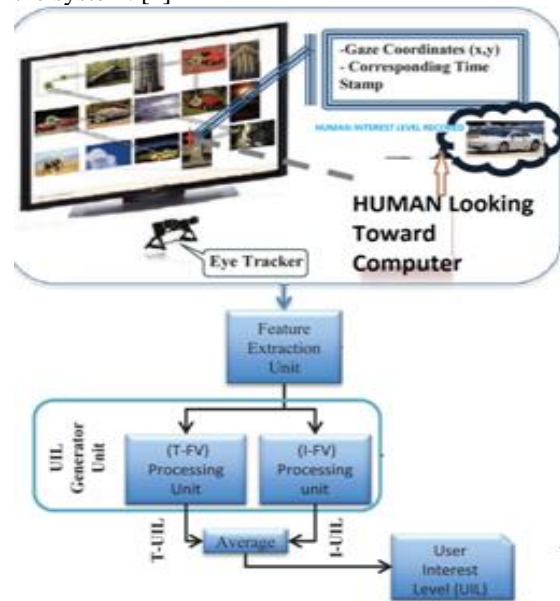 -Gaze Coordinates (x,y)
- Corresponding Time
Stamp
HUMAN INTEREST LEVEL
HUMAN Looking
Toward
Computer
Eye Tracker
Feature
Extraction
Unit
UIL
Generator
Unit
(T-FV)
Processing
Unit
(I-FV)
Processing
unit
T-UIL
Average
I-UIL
User
Interest
Level (UIL)